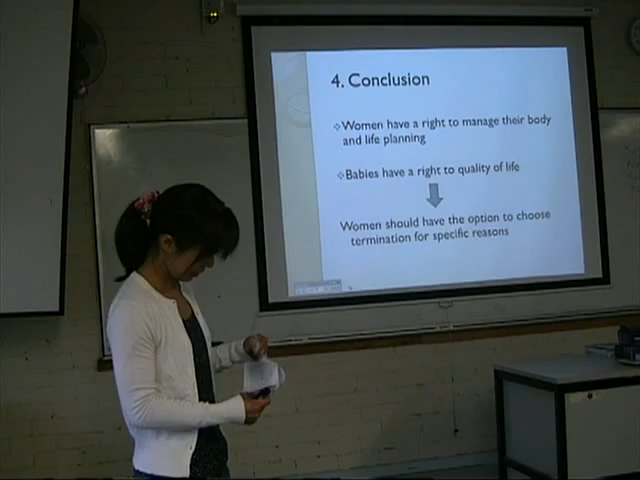 4. Conclusion
Women have a right to manage their body
and life planning
Babies have a right to quality of life
Women should have the option to choose
termination for specific reasons